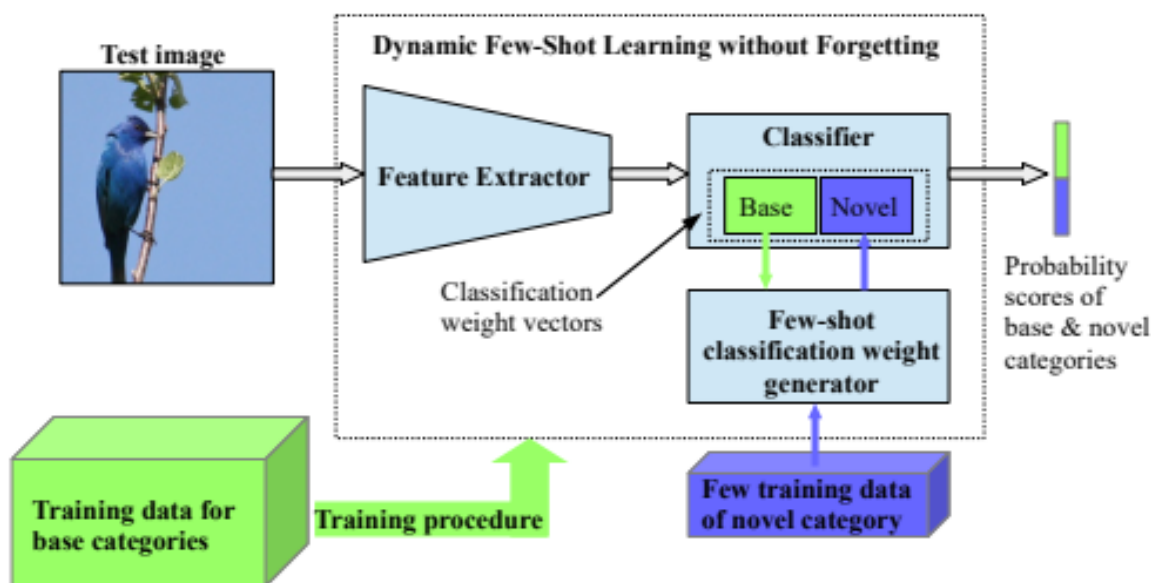 Test image
Dynamic Few-Shot Learning without Forgetting
Feature Extractor
Classifier
Base
Novel
Classification
weight vectors
Few-shot
classification weight
generator
Probability
scores of
base & novel
categories
Training data for
base categories
Training procedure
Few training data
of novel category